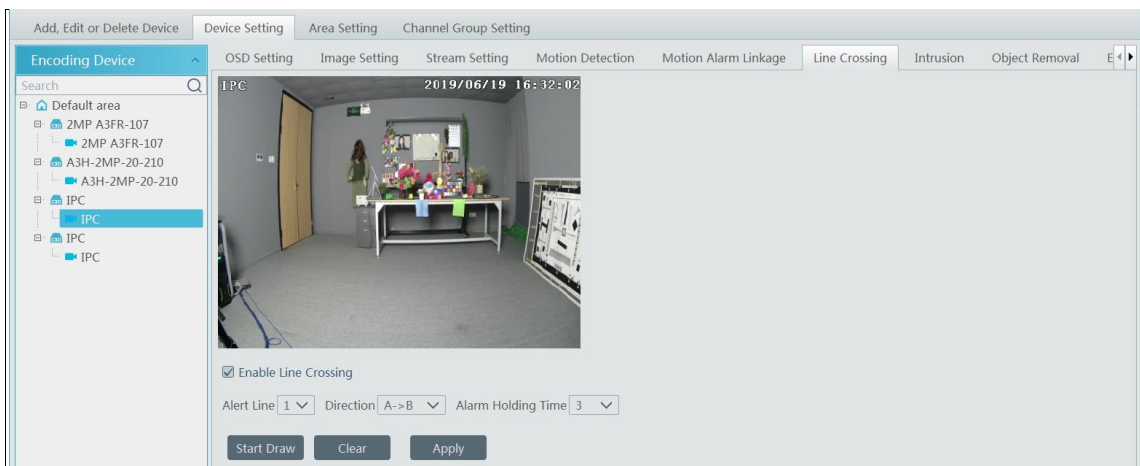 Add, Edit or Delete Device Device Setting Area Setting Channel Group Setting
Encoding Device
OSD Setting Image Setting Stream Setting Motion Detection Motion Alarm Linkage Line Crossing Intrusion Object Removal E
Search
Default area
2MP A3FR-107
2MP A3FR-107
A3H-2MP-20-210
A3H-2MP-20-210
IPC
IPC
IPC
IPC
IPC 2019/06/19 16:32:02
Enable Line Crossing
Alert Line 1 Direction A->B Alarm Holding Time 3
Start Draw Clear Apply